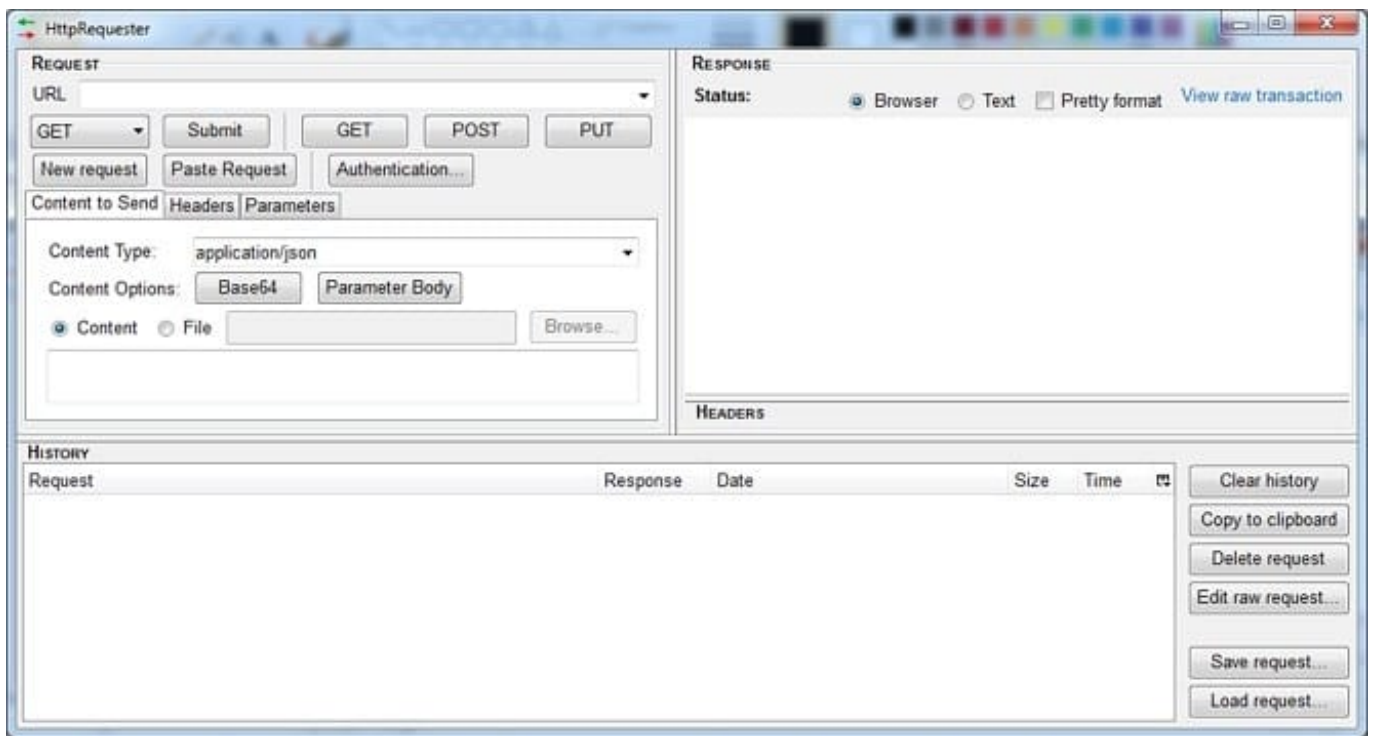 HttpRequester
REQUEST
URL
GET Submit GET POST PUT
New request Paste Request Authentication...
Content to Send Headers Parameters
Content Type: application/json
Content Options: Base64 Parameter Body
Content File Browse...
RESPONSE
Status: Browser Text Pretty format View raw transaction
HEADERS
HISTORY
Request Response Date Size Time
Clear history
Copy to clipboard
Delete request
Edit raw request...
Save request...
Load request...